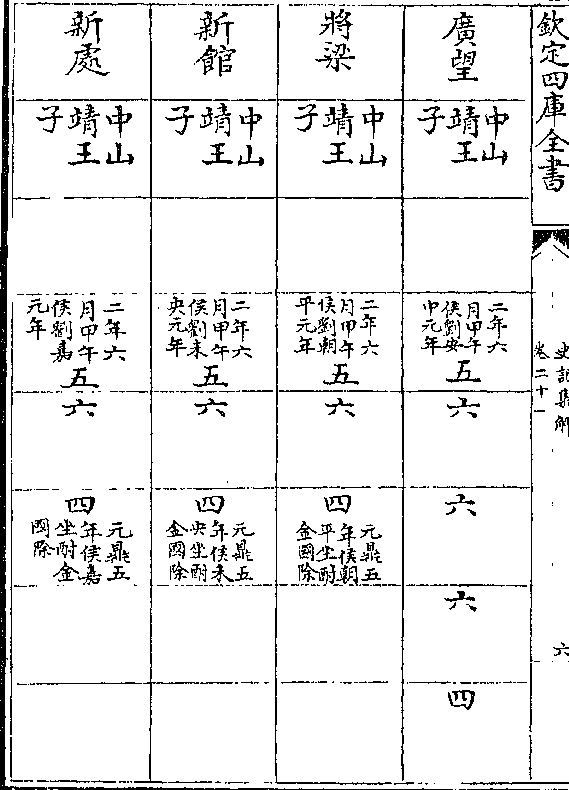 欽定四庫全書
史記集解
卷二十一
六
廣望
中山
靖王
子
二年六
月甲午
侯劉安
中元年
五
六
六
六
四
將梁
中山
靖王
子
二年六
月甲午
侯劉朝
平元年
五
六
四
元鼎五
年侯朝
平坐酎
金國除
新館
中山
靖王
子
二年六
月甲午
侯劉未
央元年
五
六
四
元鼎五
年侯未
央坐酎
金國除
新處
中山
靖王
子
二年六
月甲午
侯劉嘉
元年
五
六
四
元鼎五
年侯嘉
坐酎金
國除